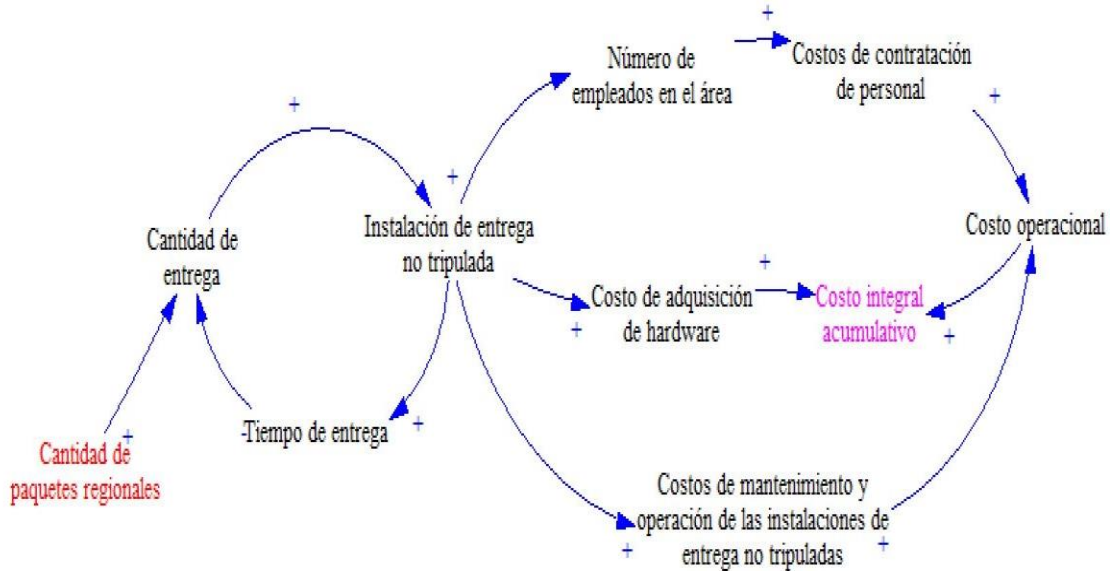 +
Número de
empleados en el área
+
Costos de contratación
de personal
+
+
Cantidad de
entrega
Instalación de entrega
no tripulada
Costo operacional
+
Costo de adquisición
de hardware
+
Costo integral
acumulativo
+
-Tiempo de entrega
+
Cantidad de
paquetes regionales
+
Costos de mantenimiento y
operación de las instalaciones de
entrega no tripuladas
+
+